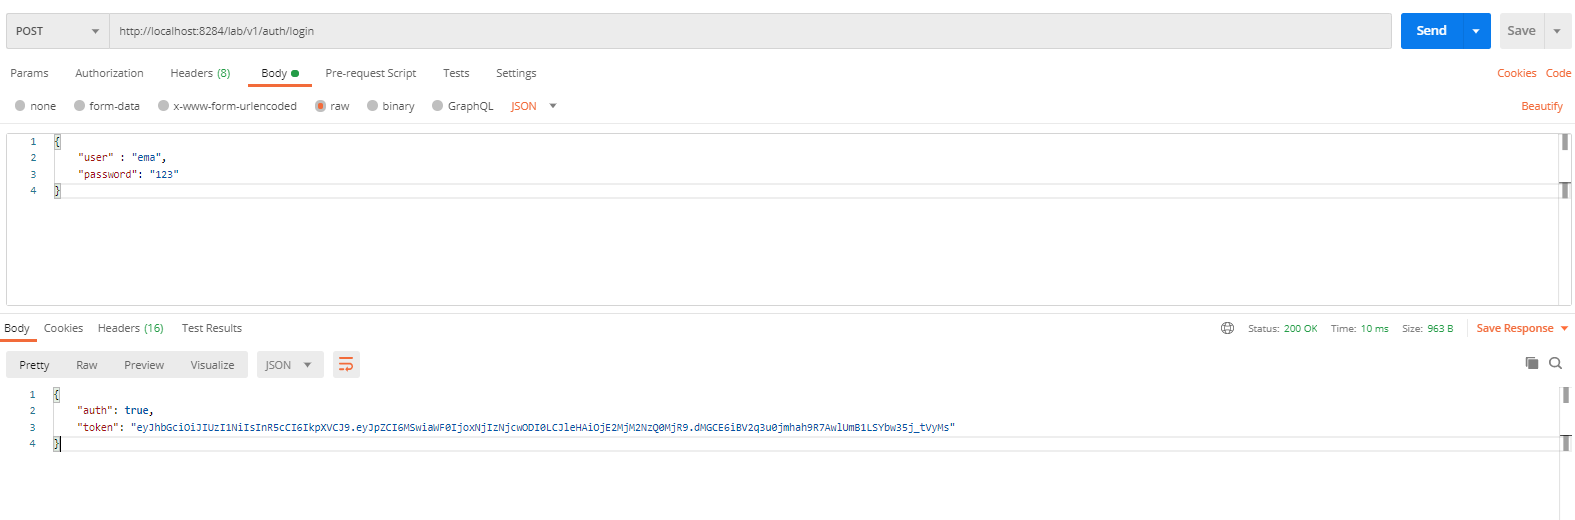 POST http://localhost:8284/lab/v1/auth/login Send Save
Params Authorization Headers (8) Body Pre-request Script Tests Settings Cookies Code
none form-data x-www-form-urlencoded raw binary GraphQL JSON Beautify
1 {
2 "user" : "ema",
3 "password": "123"
4 }
Body Cookies Headers (16) Test Results Status: 200 OK Time: 10 ms Size: 963 B Save Response
Pretty Raw Preview Visualize JSON
1 {
2 "auth": true,
3 "token": "eyJhbGciOiJIUzI1NiIsInR5cCI6IkpXVCJ9.eyJpZCI6MSwiaWF0IjoxNjIzNjcwODI0LCJleHAiOjE2MjM2NzQ0MjR9.dMGCE6iBV2q3u0jmhah9R7AwlUmB1LSYbw35j_tVyMs"
4 }